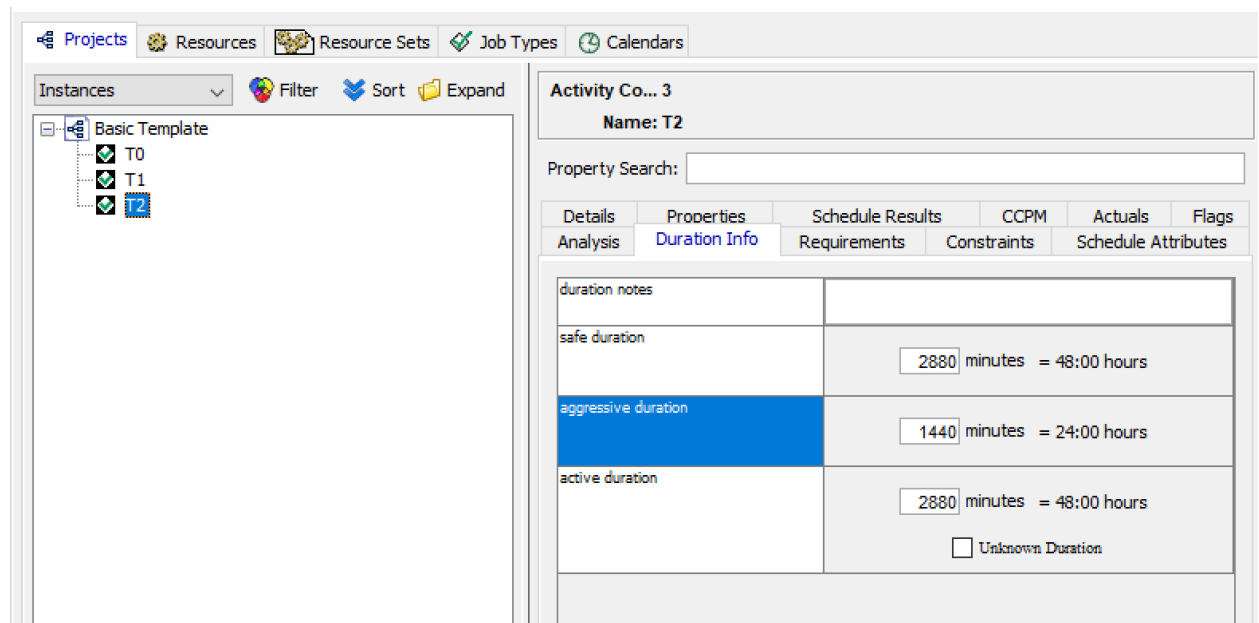 Projects Resources Resource Sets Job Types Calendars
Instances Filter Sort Expand
Basic Template
T0
T1
T2
Activity Co... 3
Name: T2
Property Search:
Details Properties Schedule Results CCPM Actuals Flags
Analysis Duration Info Requirements Constraints Schedule Attributes
duration notes
safe duration
2880 minutes = 48:00 hours
aggressive duration
1440 minutes = 24:00 hours
active duration
2880 minutes = 48:00 hours
Unknown Duration